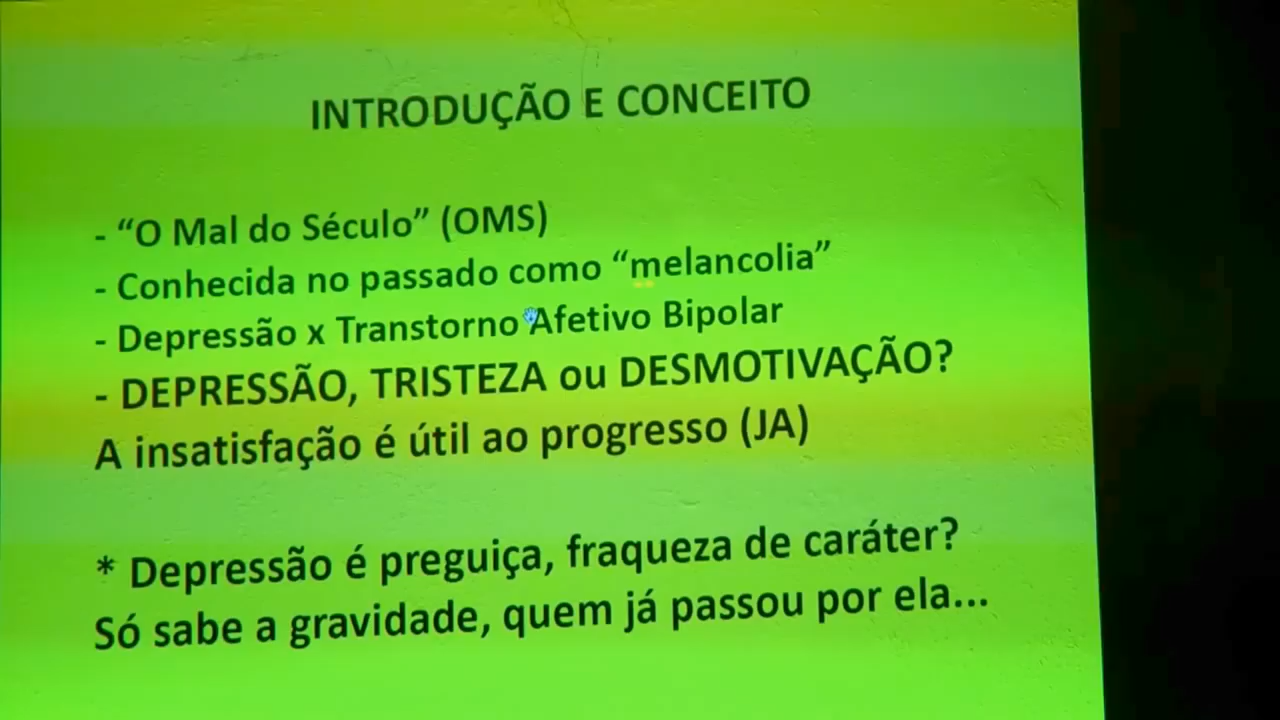 INTRODUÇÃO E CONCEITO
- “O Mal do Século” (OMS)
- Conhecida no passado como “melancolia”
- Depressão x Transtorno Afetivo Bipolar
- DEPRESSÃO, TRISTEZA ou DESMOTIVAÇÃO?
A insatisfação é útil ao progresso (JA)
* Depressão é preguiça, fraqueza de caráter?
Só sabe a gravidade, quem já passou por ela...